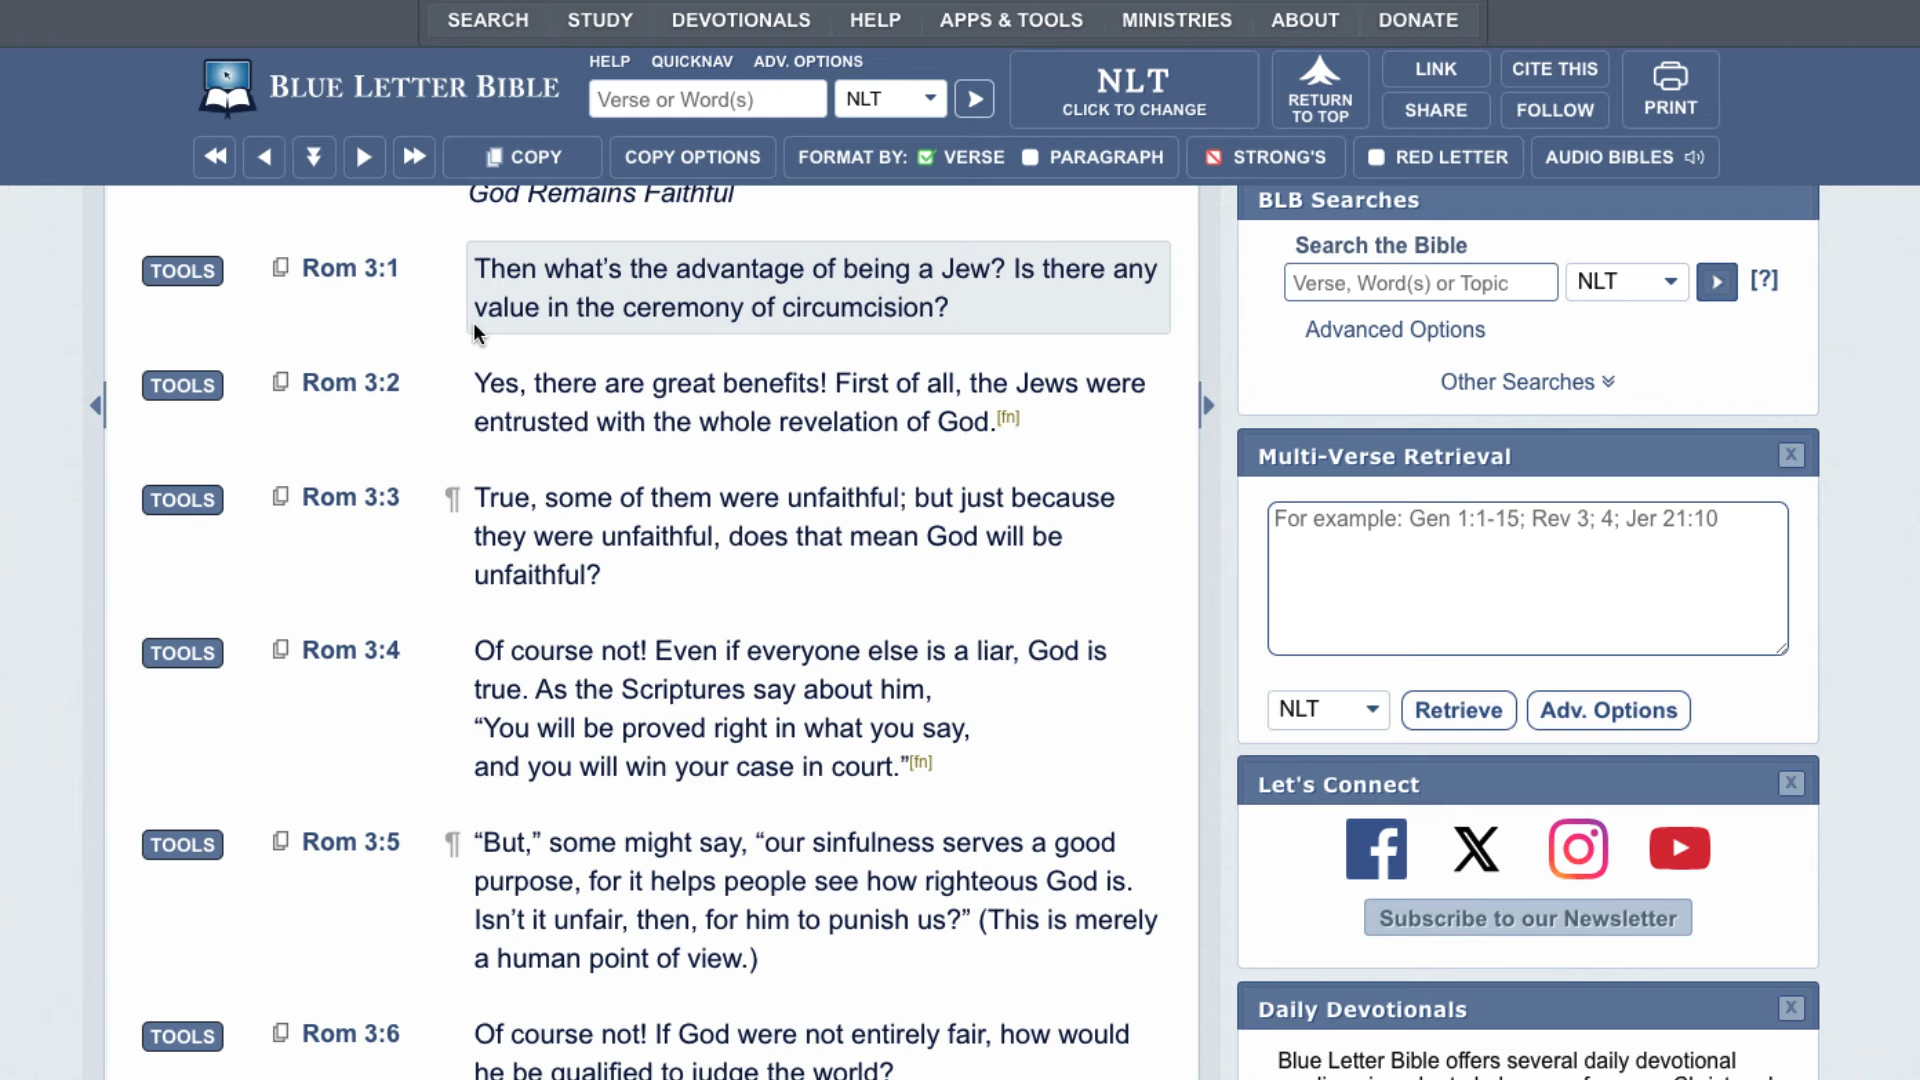 SEARCH STUDY DEVOTIONALS HELP APPS & TOOLS MINISTRIES ABOUT DONATE
BLUE LETTER BIBLE
HELP QUICKNAV ADV. OPTIONS
Verse or Word(s) NLT
NLT
CLICK TO CHANGE
RETURN
TO TOP
LINK
CITE THIS
SHARE
FOLLOW
PRINT
COPY COPY OPTIONS FORMAT BY: VERSE PARAGRAPH STRONG'S RED LETTER AUDIO BIBLES
God Remains Faithful
TOOLS Rom 3:1 Then what’s the advantage of being a Jew? Is there any
value in the ceremony of circumcision?
TOOLS Rom 3:2 Yes, there are great benefits! First of all, the Jews were
entrusted with the whole revelation of God.[fn]
TOOLS Rom 3:3 ¶ True, some of them were unfaithful; but just because
they were unfaithful, does that mean God will be
unfaithful?
TOOLS Rom 3:4 Of course not! Even if everyone else is a liar, God is
true. As the Scriptures say about him,
“You will be proved right in what you say,
and you will win your case in court.”[fn]
TOOLS Rom 3:5 ¶ “But,” some might say, “our sinfulness serves a good
purpose, for it helps people see how righteous God is.
Isn’t it unfair, then, for him to punish us?” (This is merely
a human point of view.)
TOOLS Rom 3:6 Of course not! If God were not entirely fair, how would
he be qualified to judge the world?
BLB Searches
Search the Bible
Verse, Word(s) or Topic NLT [?]
Advanced Options
Other Searches
Multi-Verse Retrieval X
For example: Gen 1:1-15; Rev 3; 4; Jer 21:10
NLT Retrieve Adv. Options
Let's Connect X
Subscribe to our Newsletter
Daily Devotionals X
Blue Letter Bible offers several daily devotional